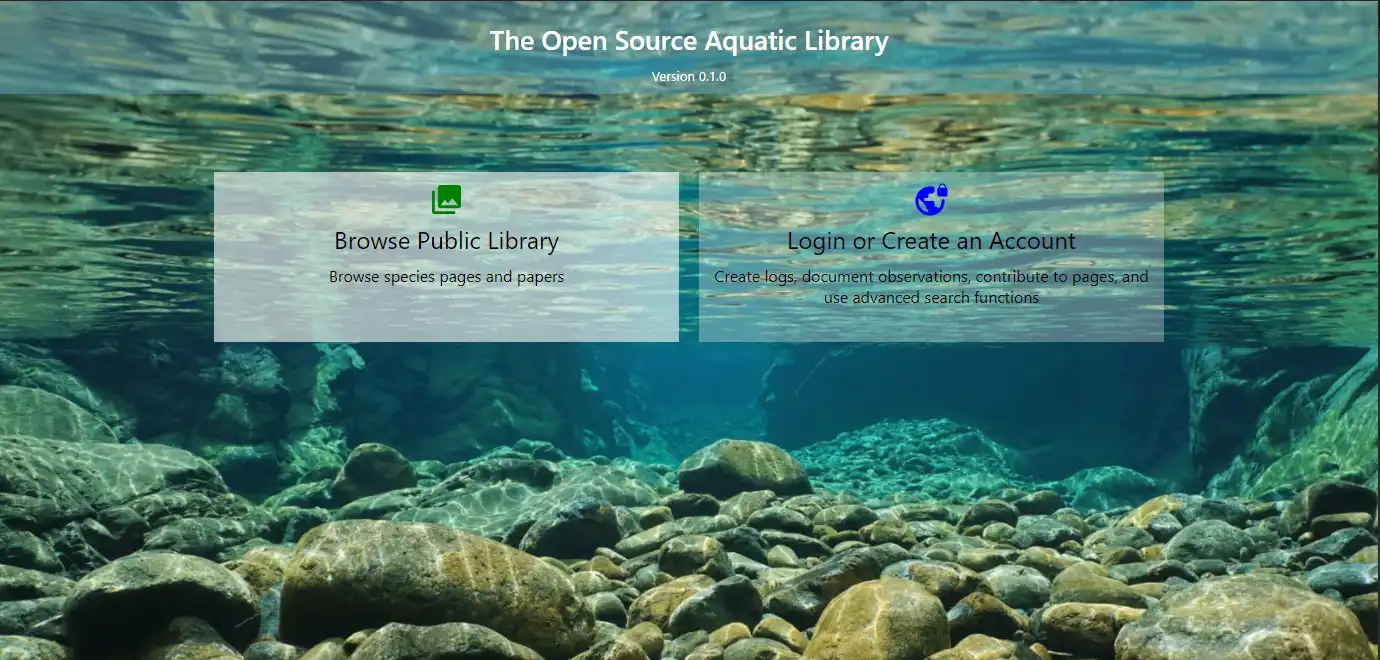 The Open Source Aquatic Library
Version 0.1.0
Browse Public Library
Browse species pages and papers
Login or Create an Account
Create logs, document observations, contribute to pages, and
use advanced search functions